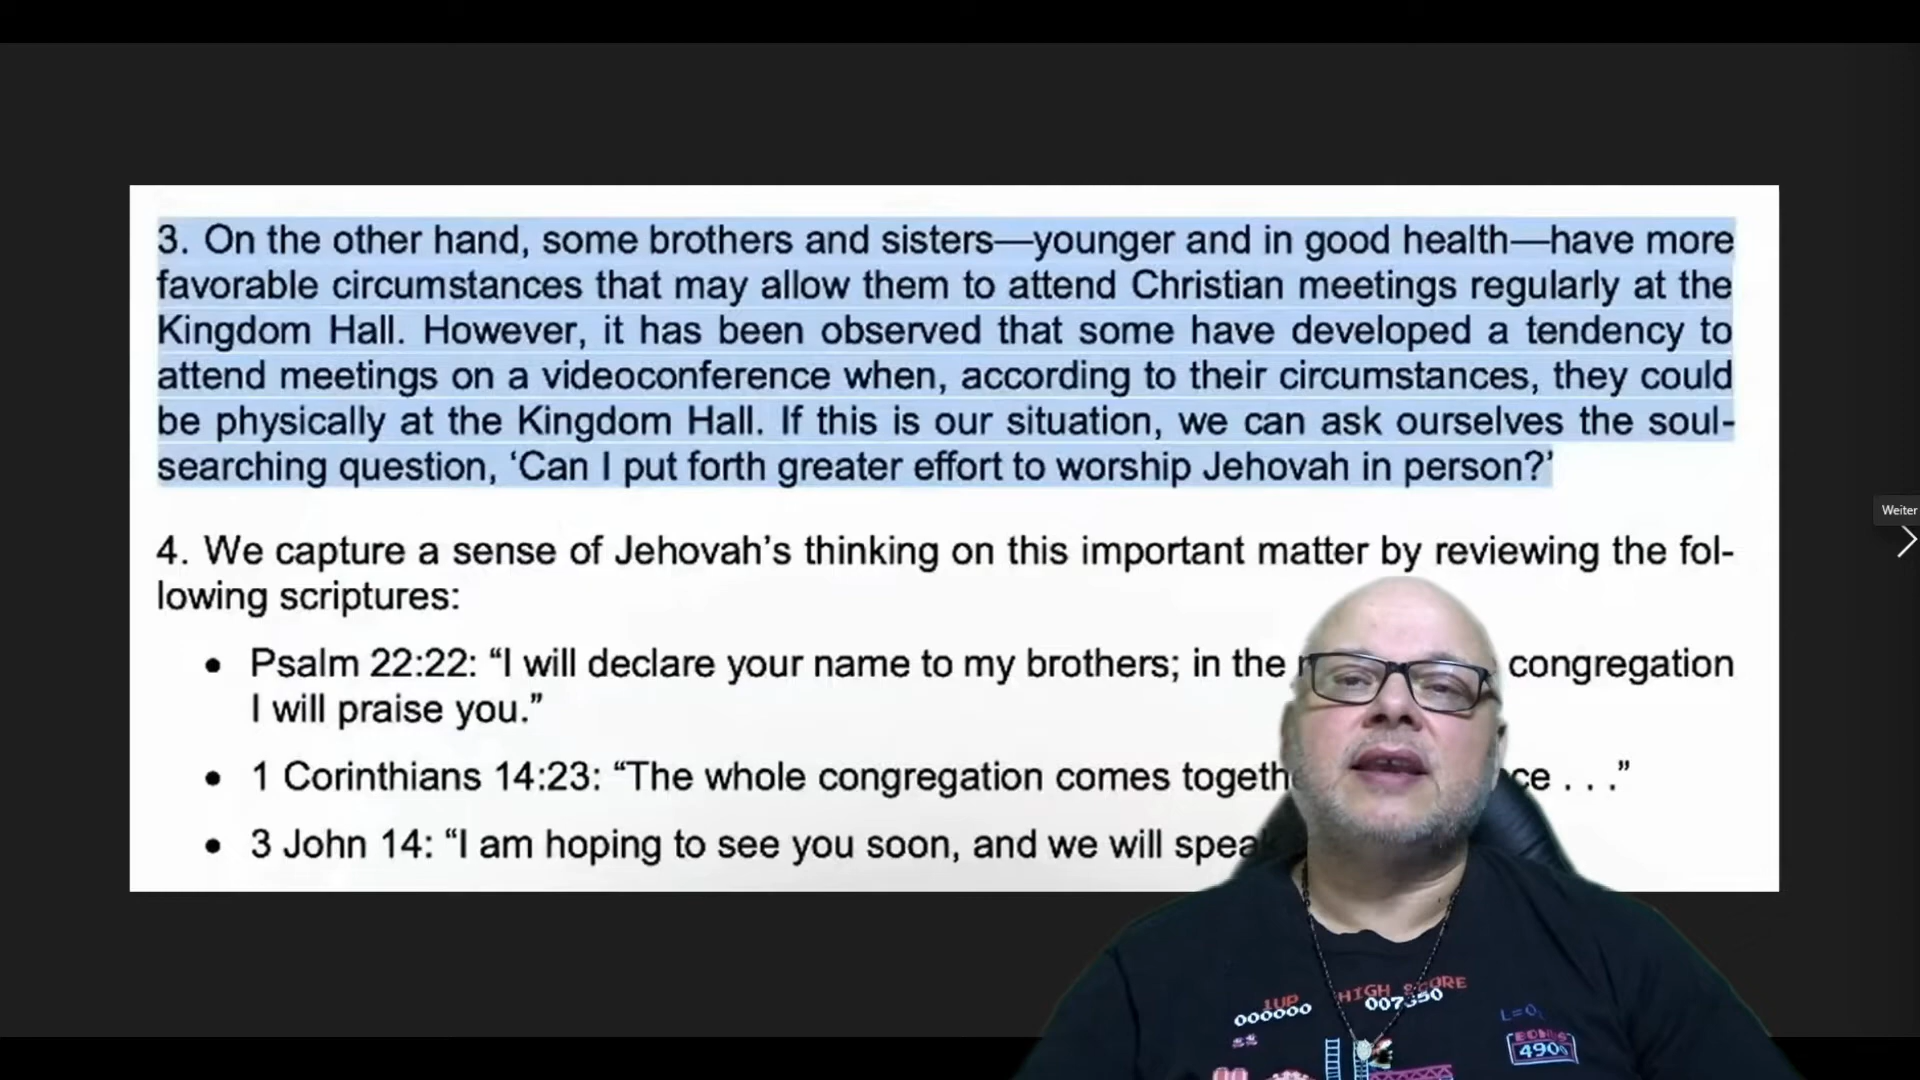 3. On the other hand, some brothers and sisters—younger and in good health—have more
favorable circumstances that may allow them to attend Christian meetings regularly at the
Kingdom Hall. However, it has been observed that some have developed a tendency to
attend meetings on a videoconference when, according to their circumstances, they could
be physically at the Kingdom Hall. If this is our situation, we can ask ourselves the soul-
searching question, ‘Can I put forth greater effort to worship Jehovah in person?’
Weiter
4. We capture a sense of Jehovah’s thinking on this important matter by reviewing the fol-
lowing scriptures:
• Psalm 22:22: “I will declare your name to my brothers; in the congregation
I will praise you.”
• 1 Corinthians 14:23: “The whole congregation comes togeth ce . . .”
• 3 John 14: “I am hoping to see you soon, and we will speak
1UP HIGH SCORE
000000 007650
L=0
BONUS
4900